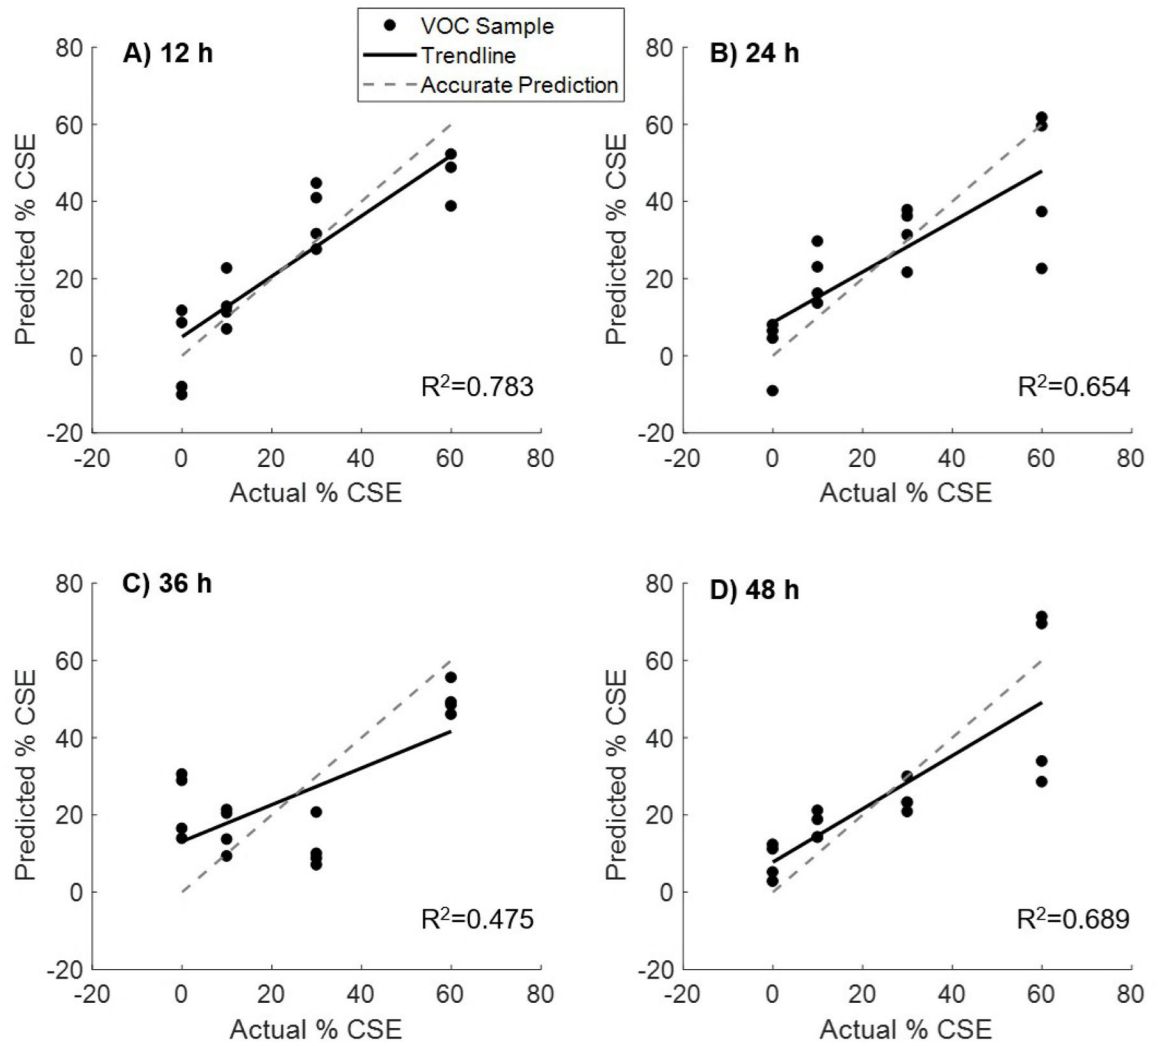 A) 12 h
VOC Sample
Trendline
Accurate Prediction
B) 24 h
80
60
40
20
0
-20
Predicted % CSE
R²=0.783
-20 0 20 40 60 80
Actual % CSE
80
60
40
20
0
-20
Predicted % CSE
R²=0.654
-20 0 20 40 60 80
Actual % CSE
C) 36 h
80
60
40
20
0
-20
Predicted % CSE
R²=0.475
-20 0 20 40 60 80
Actual % CSE
D) 48 h
80
60
40
20
0
-20
Predicted % CSE
R²=0.689
-20 0 20 40 60 80
Actual % CSE